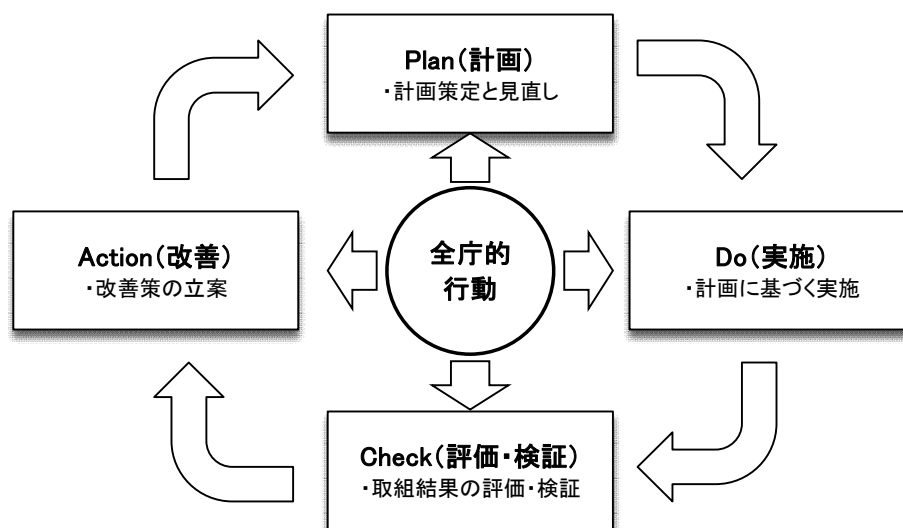 Plan(計画)
・計画策定と見直し
Action(改善)
・改善策の立案
全庁的
行動
Do(実施)
・計画に基づく実施
Check(評価・検証)
・取組結果の評価・検証